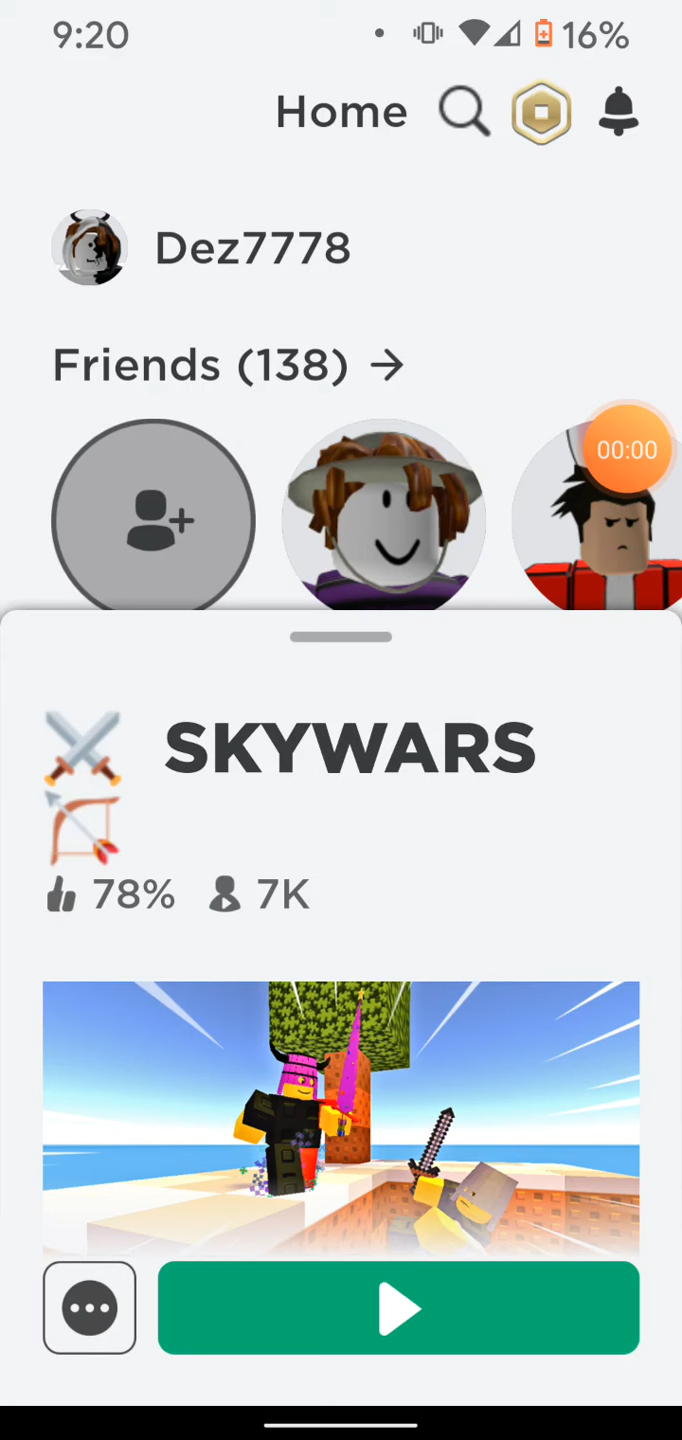 9:20 16%
Home
Dez7778
Friends (138) →
00:00
SKYWARS
78% 7K